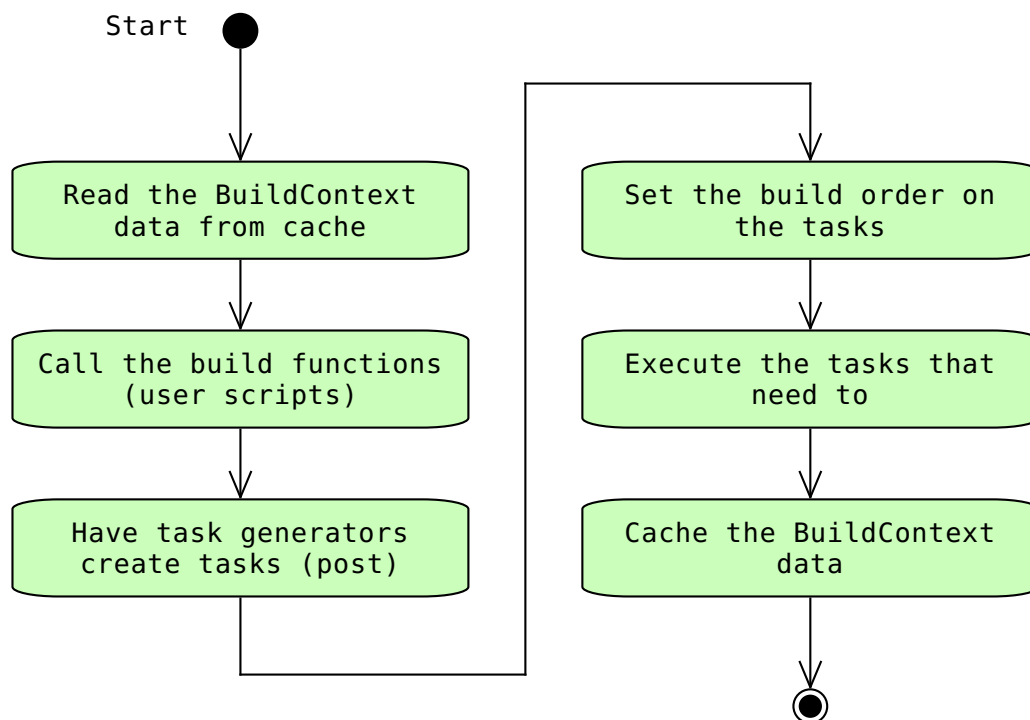 Start
Read the BuildContext
data from cache
Call the build functions
(user scripts)
Have task generators
create tasks (post)
Set the build order on
the tasks
Execute the tasks that
need to
Cache the BuildContext
data